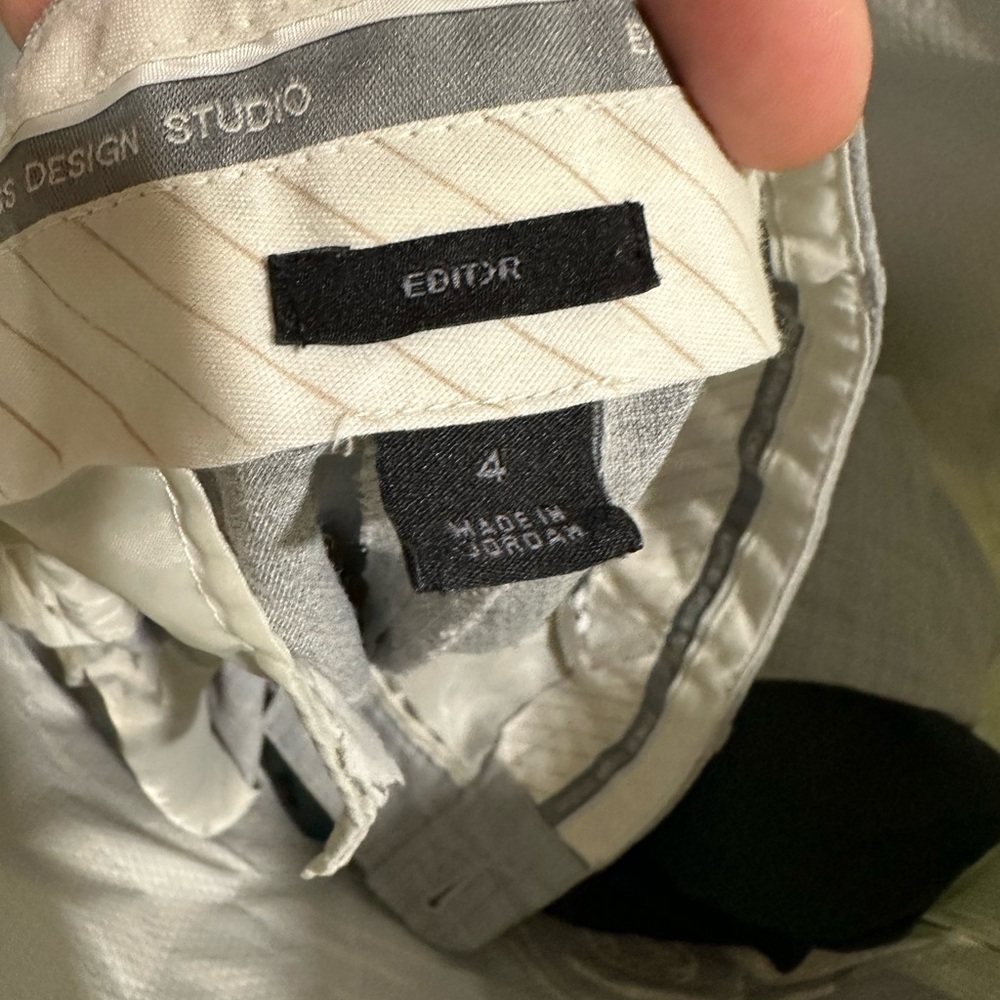 DESIGN STUDIO
EDITOR
4
MADE IN
JORDAN